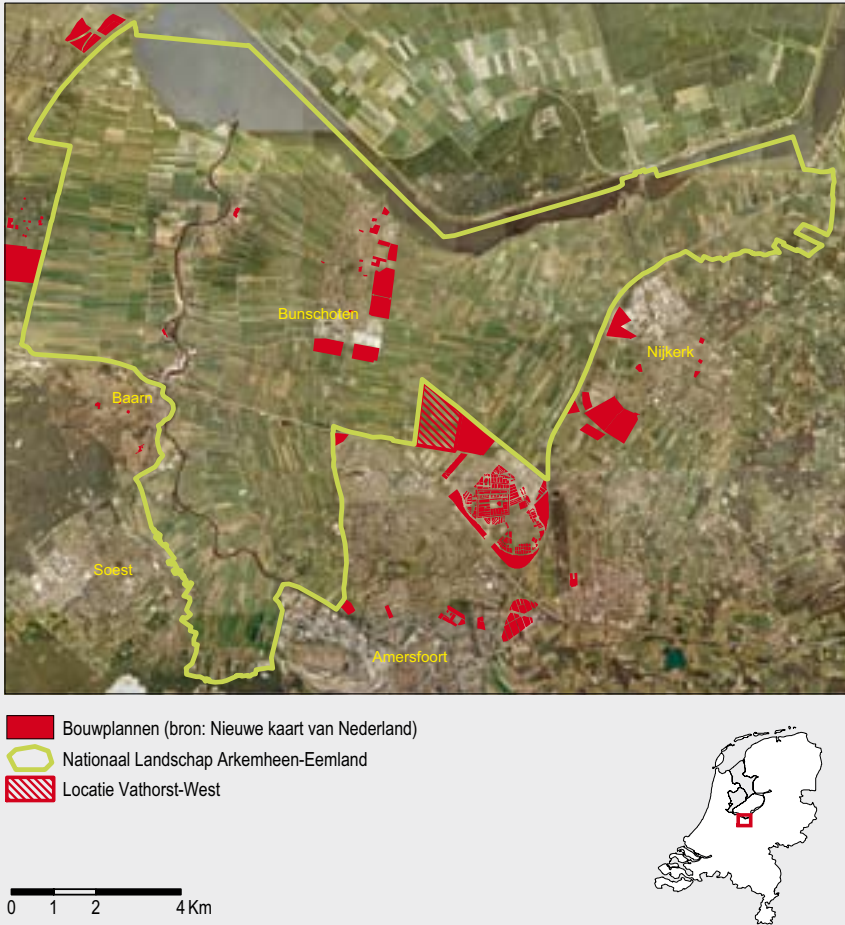 Bunschoten
Nijkerk
Baarn
Soest
Amersfoort
Bouwplannen (bron: Nieuwe kaart van Nederland)
Nationaal Landschap Arkemheen-Eemland
Locatie Vathorst-West
0 1 2 4 Km